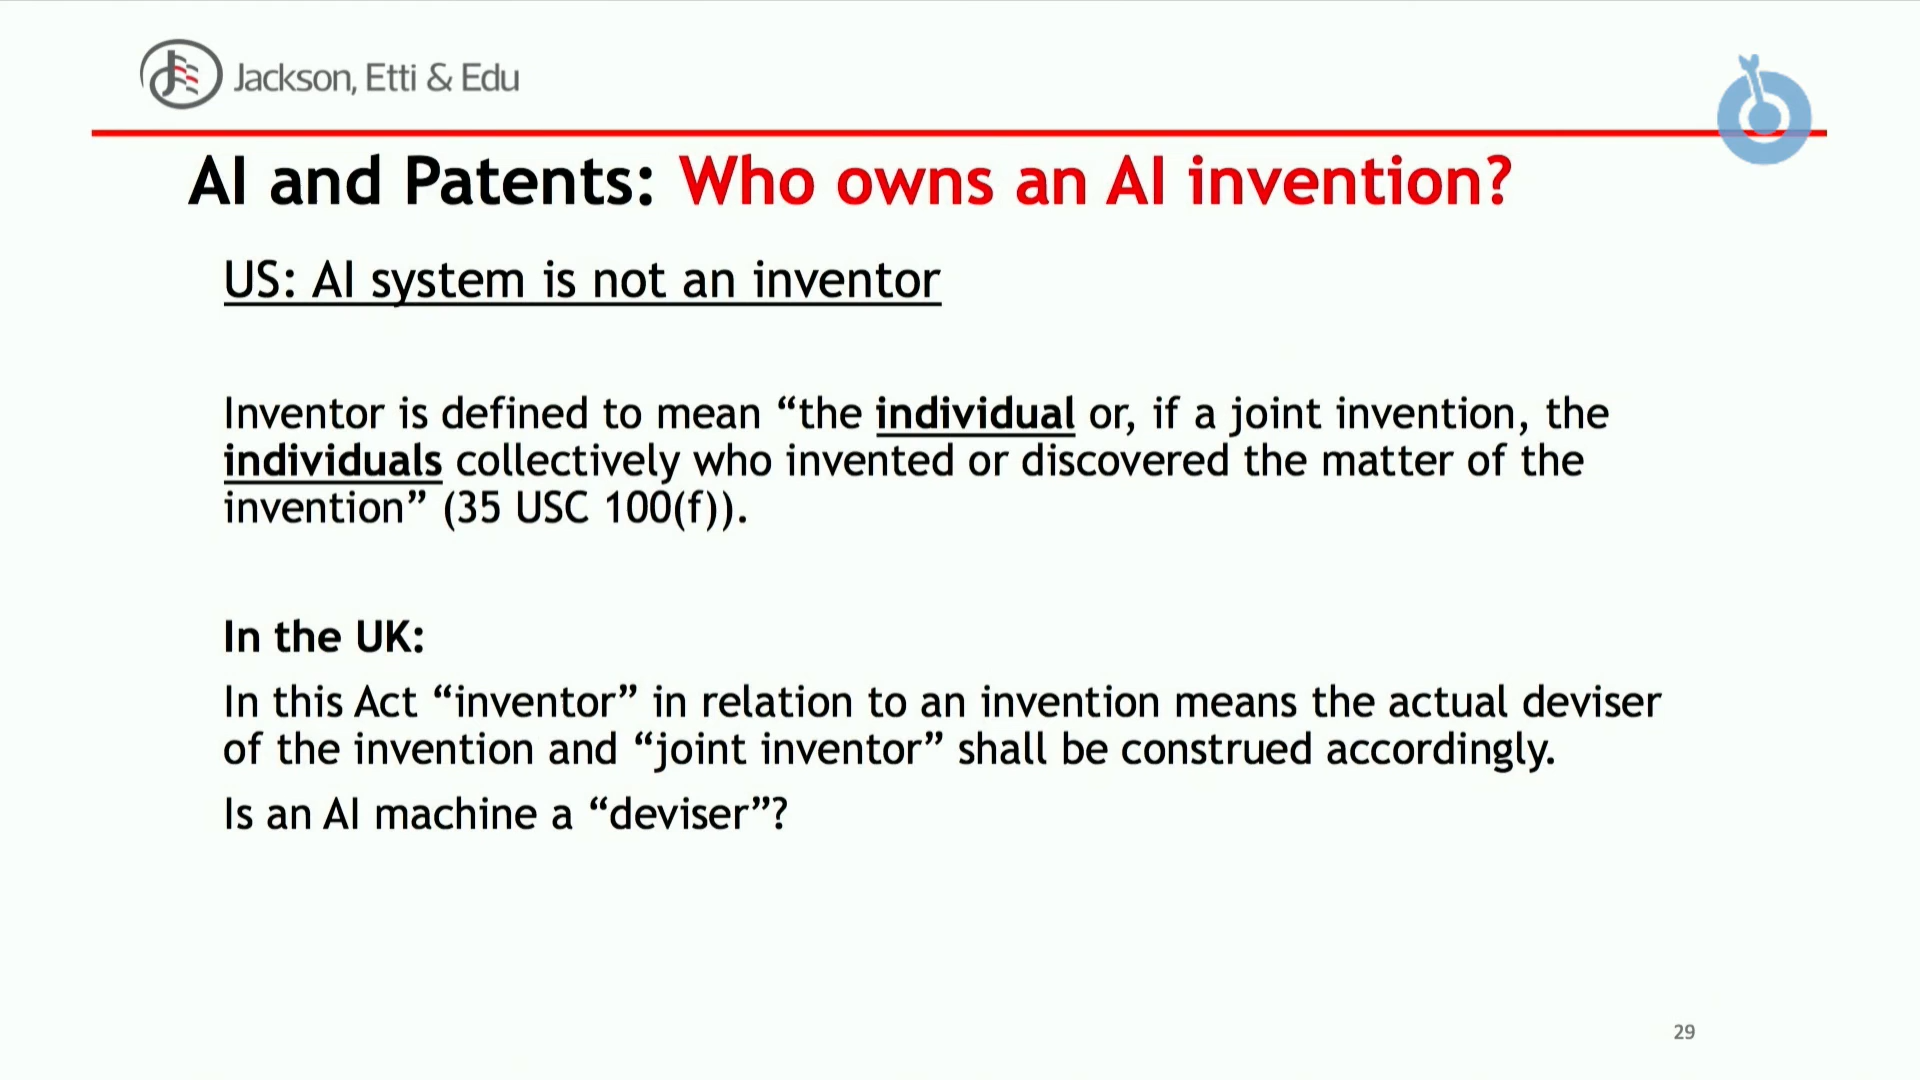 Jackson, Etti & Edu
AI and Patents: Who owns an AI invention?
US: AI system is not an inventor
Inventor is defined to mean “the individual or, if a joint invention, the
individuals collectively who invented or discovered the matter of the
invention” (35 USC 100(f)).
In the UK:
In this Act “inventor” in relation to an invention means the actual deviser
of the invention and “joint inventor” shall be construed accordingly.
Is an AI machine a “deviser”?
29